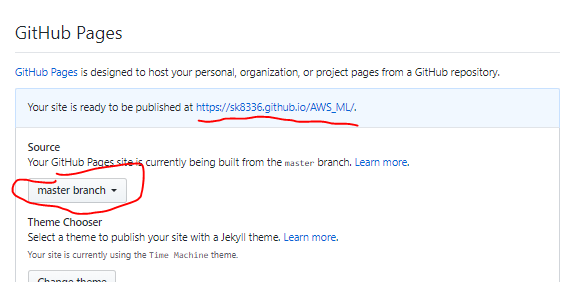 GitHub Pages
GitHub Pages is designed to host your personal, organization, or project pages from a GitHub repository.
Your site is ready to be published at https://sk8336.github.io/AWS_ML/.
Source
Your GitHub Pages site is currently being built from the master branch. Learn more.
master branch
Theme Chooser
Select a theme to publish your site with a Jekyll theme. Learn more.
Your site is currently using the Time Machine theme.
Change theme